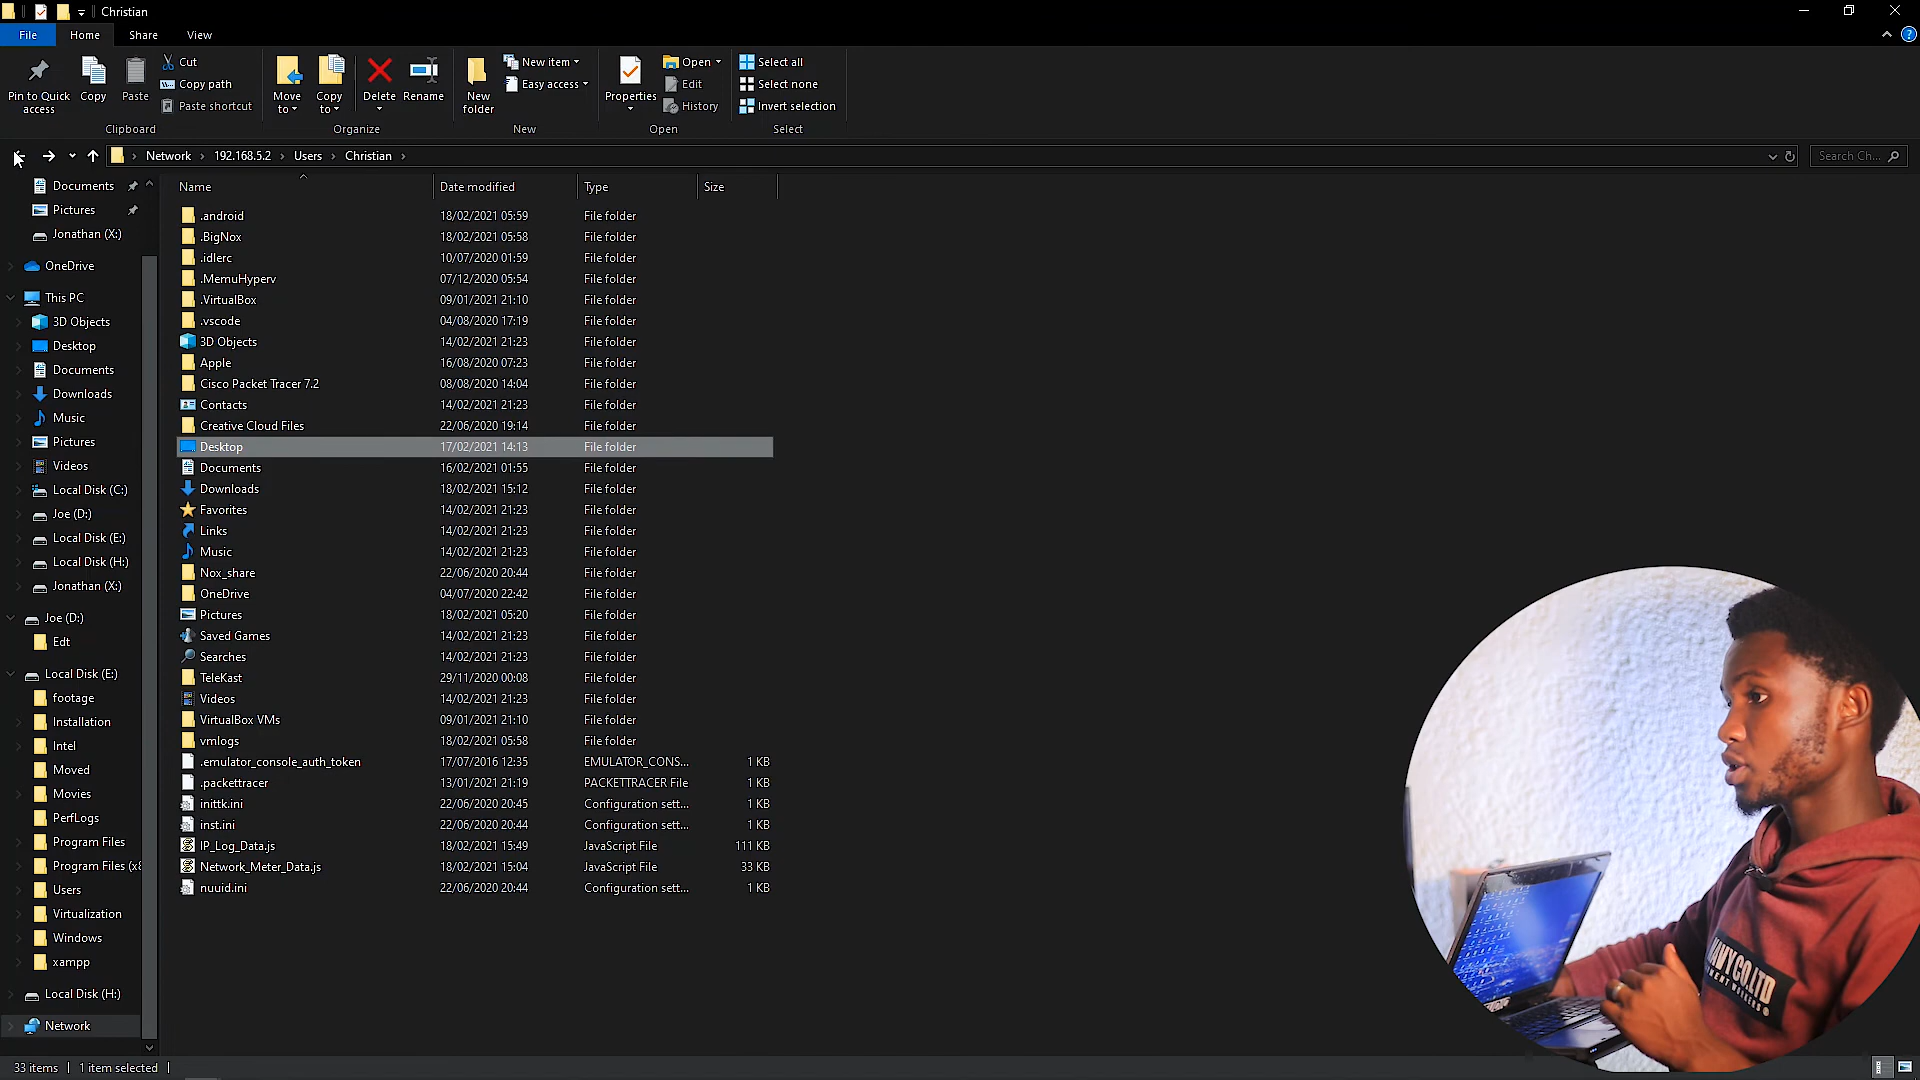 Christian
File Home Share View
Pin to Quick access
Copy
Paste
Cut
Copy path
Paste shortcut
Move to
Copy to
Delete
Rename
New folder
New item
Easy access
Properties
Open
Edit
History
Select all
Select none
Invert selection
Clipboard Organize New Open Select
Network 192.168.5.2 Users Christian
Search Ch...
Documents
Pictures
Jonathan (X:)
OneDrive
This PC
3D Objects
Desktop
Documents
Downloads
Music
Pictures
Videos
Local Disk (C:)
Joe (D:)
Local Disk (E:)
Local Disk (H:)
Jonathan (X:)
Joe (D:)
Edt
Local Disk (E:)
footage
Installation
Intel
Moved
Movies
PerfLogs
Program Files
Program Files (x8
Users
Virtualization
Windows
xampp
Local Disk (H:)
Network
Name Date modified Type Size
.android 18/02/2021 05:59 File folder
.BigNox 18/02/2021 05:58 File folder
.idlerc 10/07/2020 01:59 File folder
.MemuHyperv 07/12/2020 05:54 File folder
.VirtualBox 09/01/2021 21:10 File folder
.vscode 04/08/2020 17:19 File folder
3D Objects 14/02/2021 21:23 File folder
Apple 16/08/2020 07:23 File folder
Cisco Packet Tracer 7.2 08/08/2020 14:04 File folder
Contacts 14/02/2021 21:23 File folder
Creative Cloud Files 22/06/2020 19:14 File folder
Desktop 17/02/2021 14:13 File folder
Documents 16/02/2021 01:55 File folder
Downloads 18/02/2021 15:12 File folder
Favorites 14/02/2021 21:23 File folder
Links 14/02/2021 21:23 File folder
Music 14/02/2021 21:23 File folder
Nox_share 22/06/2020 20:44 File folder
OneDrive 04/07/2020 22:42 File folder
Pictures 18/02/2021 05:20 File folder
Saved Games 14/02/2021 21:23 File folder
Searches 14/02/2021 21:23 File folder
TeleKast 29/11/2020 00:08 File folder
Videos 14/02/2021 21:23 File folder
VirtualBox VMs 09/01/2021 21:10 File folder
vmlogs 18/02/2021 05:58 File folder
.emulator_console_auth_token 17/07/2016 12:35 EMULATOR_CONS... 1 KB
.packettracer 13/01/2021 21:19 PACKETTRACER File 1 KB
inittk.ini 22/06/2020 20:45 Configuration sett... 1 KB
inst.ini 22/06/2020 20:44 Configuration sett... 1 KB
IP_Log_Data.js 18/02/2021 15:49 JavaScript File 111 KB
Network_Meter_Data.js 18/02/2021 15:04 JavaScript File 33 KB
nuuid.ini 22/06/2020 20:44 Configuration sett... 1 KB
33 items 1 item selected